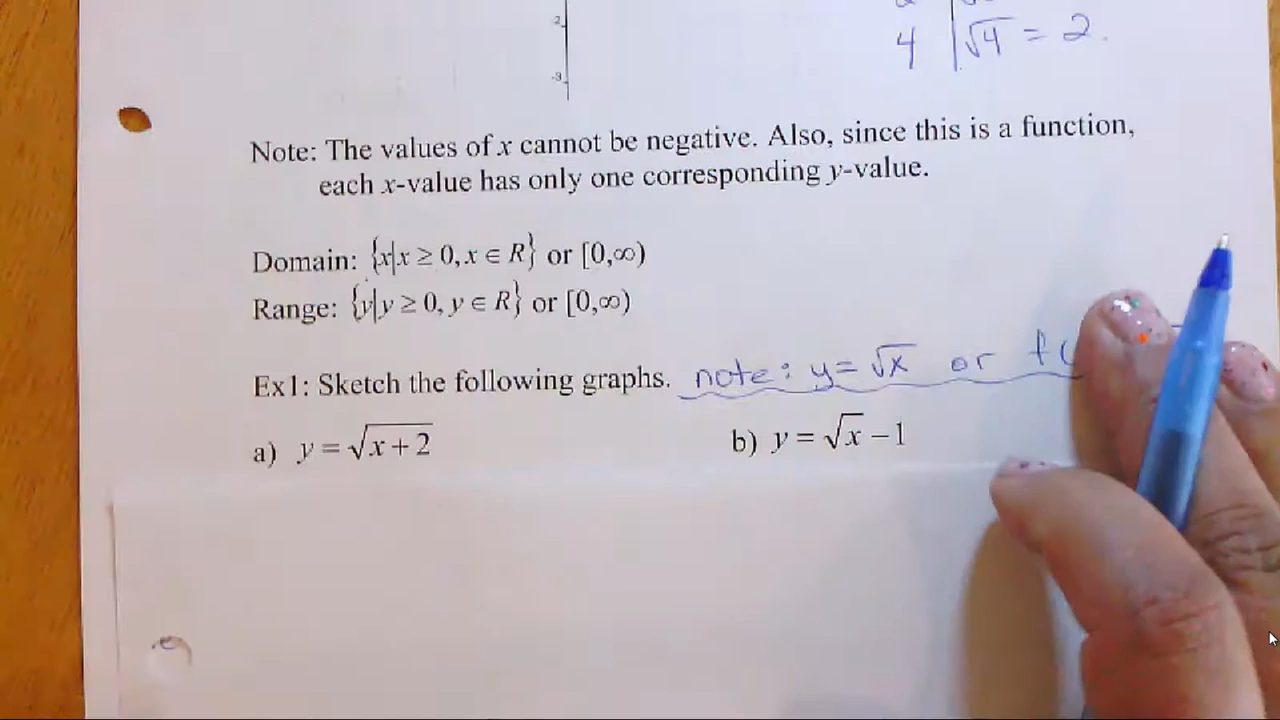 2
-3
4 | √4 = 2.
Note: The values of x cannot be negative. Also, since this is a function,
each x-value has only one corresponding y-value.
Domain: {x|x ≥ 0, x ∈ R} or [0,∞)
Range: {y|y ≥ 0, y ∈ R} or [0,∞)
Ex1: Sketch the following graphs. note: y = √x or f(
a) y = √x+2 b) y = √x − 1